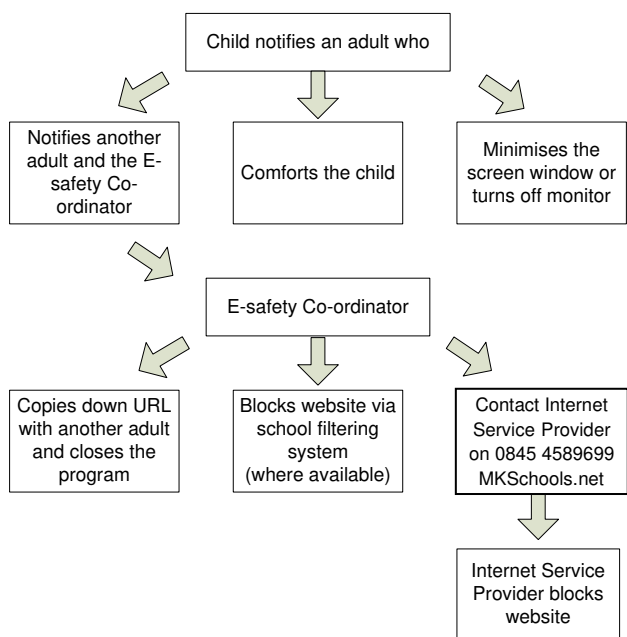 Child notifies an adult who
Notifies another
adult and the E-
safety Co-
ordinator
Comforts the child
Minimises the
screen window or
turns off monitor
E-safety Co-ordinator
Copies down URL
with another adult
and closes the
program
Blocks website via
school filtering
system
(where available)
Contact Internet
Service Provider
on 0845 4589699
MKSchools.net
Internet Service
Provider blocks
website